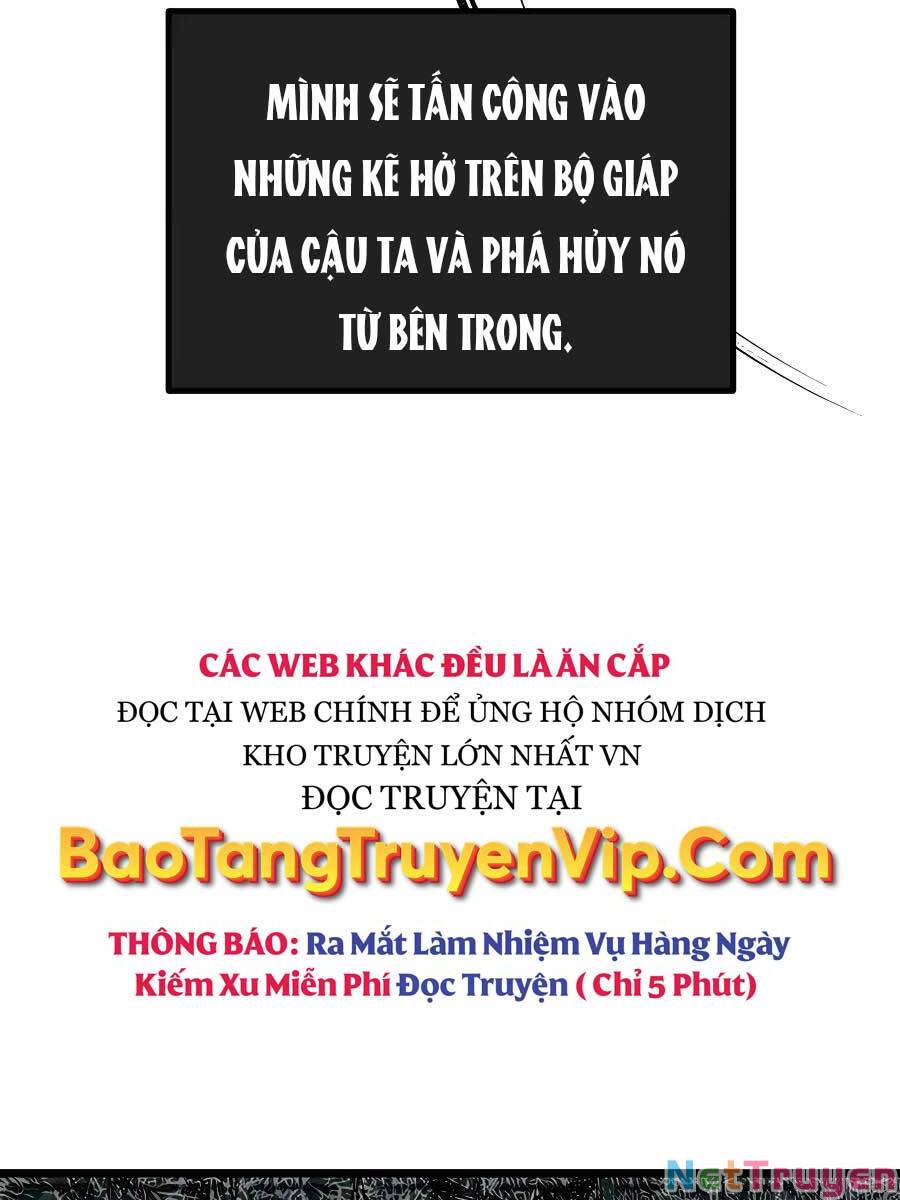 MÌNH SẼ TẤN CÔNG VÀO
NHỮNG KẼ HỞ TRÊN BỘ GIÁP
CỦA CẬU TA VÀ PHÁ HỦY NÓ
TỪ BÊN TRONG.
CÁC WEB KHÁC ĐỀU LÀ ĂN CẮP
ĐỌC TẠI WEB CHÍNH ĐỂ ỦNG HỘ NHÓM DỊCH
KHO TRUYỆN LỚN NHẤT VN
ĐỌC TRUYỆN TẠI
BaoTangTruyenVip.Com
THÔNG BÁO: Ra Mắt Làm Nhiệm Vụ Hàng Ngày
Kiếm Xu Miễn Phí Đọc Truyện ( Chỉ 5 Phút)
NetTruyen